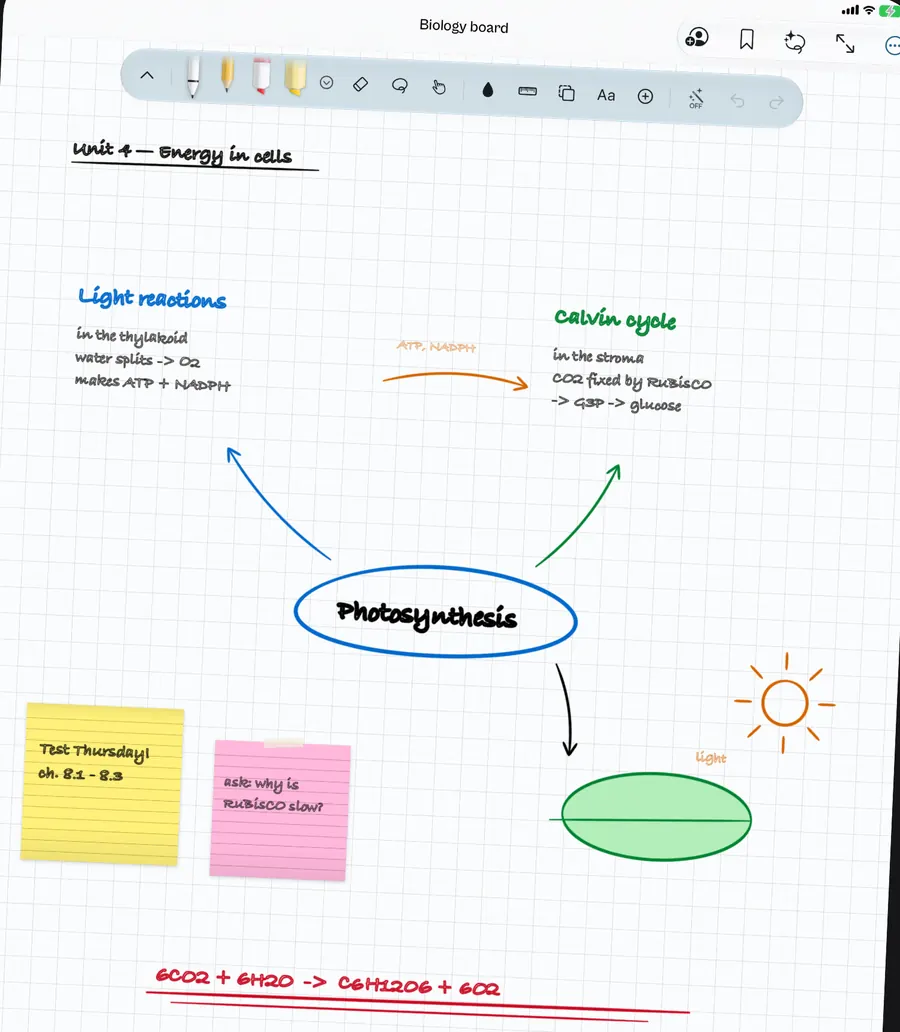 Biology board
Aa
OFF
Unit 4 — Energy in cells
Light reactions
in the thylakoid
water splits -> O2
makes ATP + NADPH
ATP, NADPH
Calvin cycle
in the stroma
CO2 fixed by RuBisCO
-> G3P -> glucose
Photosynthesis
Test Thursday!
ch. 8.1 - 8.3
ask: why is
RuBisCO slow?
light
6CO2 + 6H2O -> C6H12O6 + 6O2